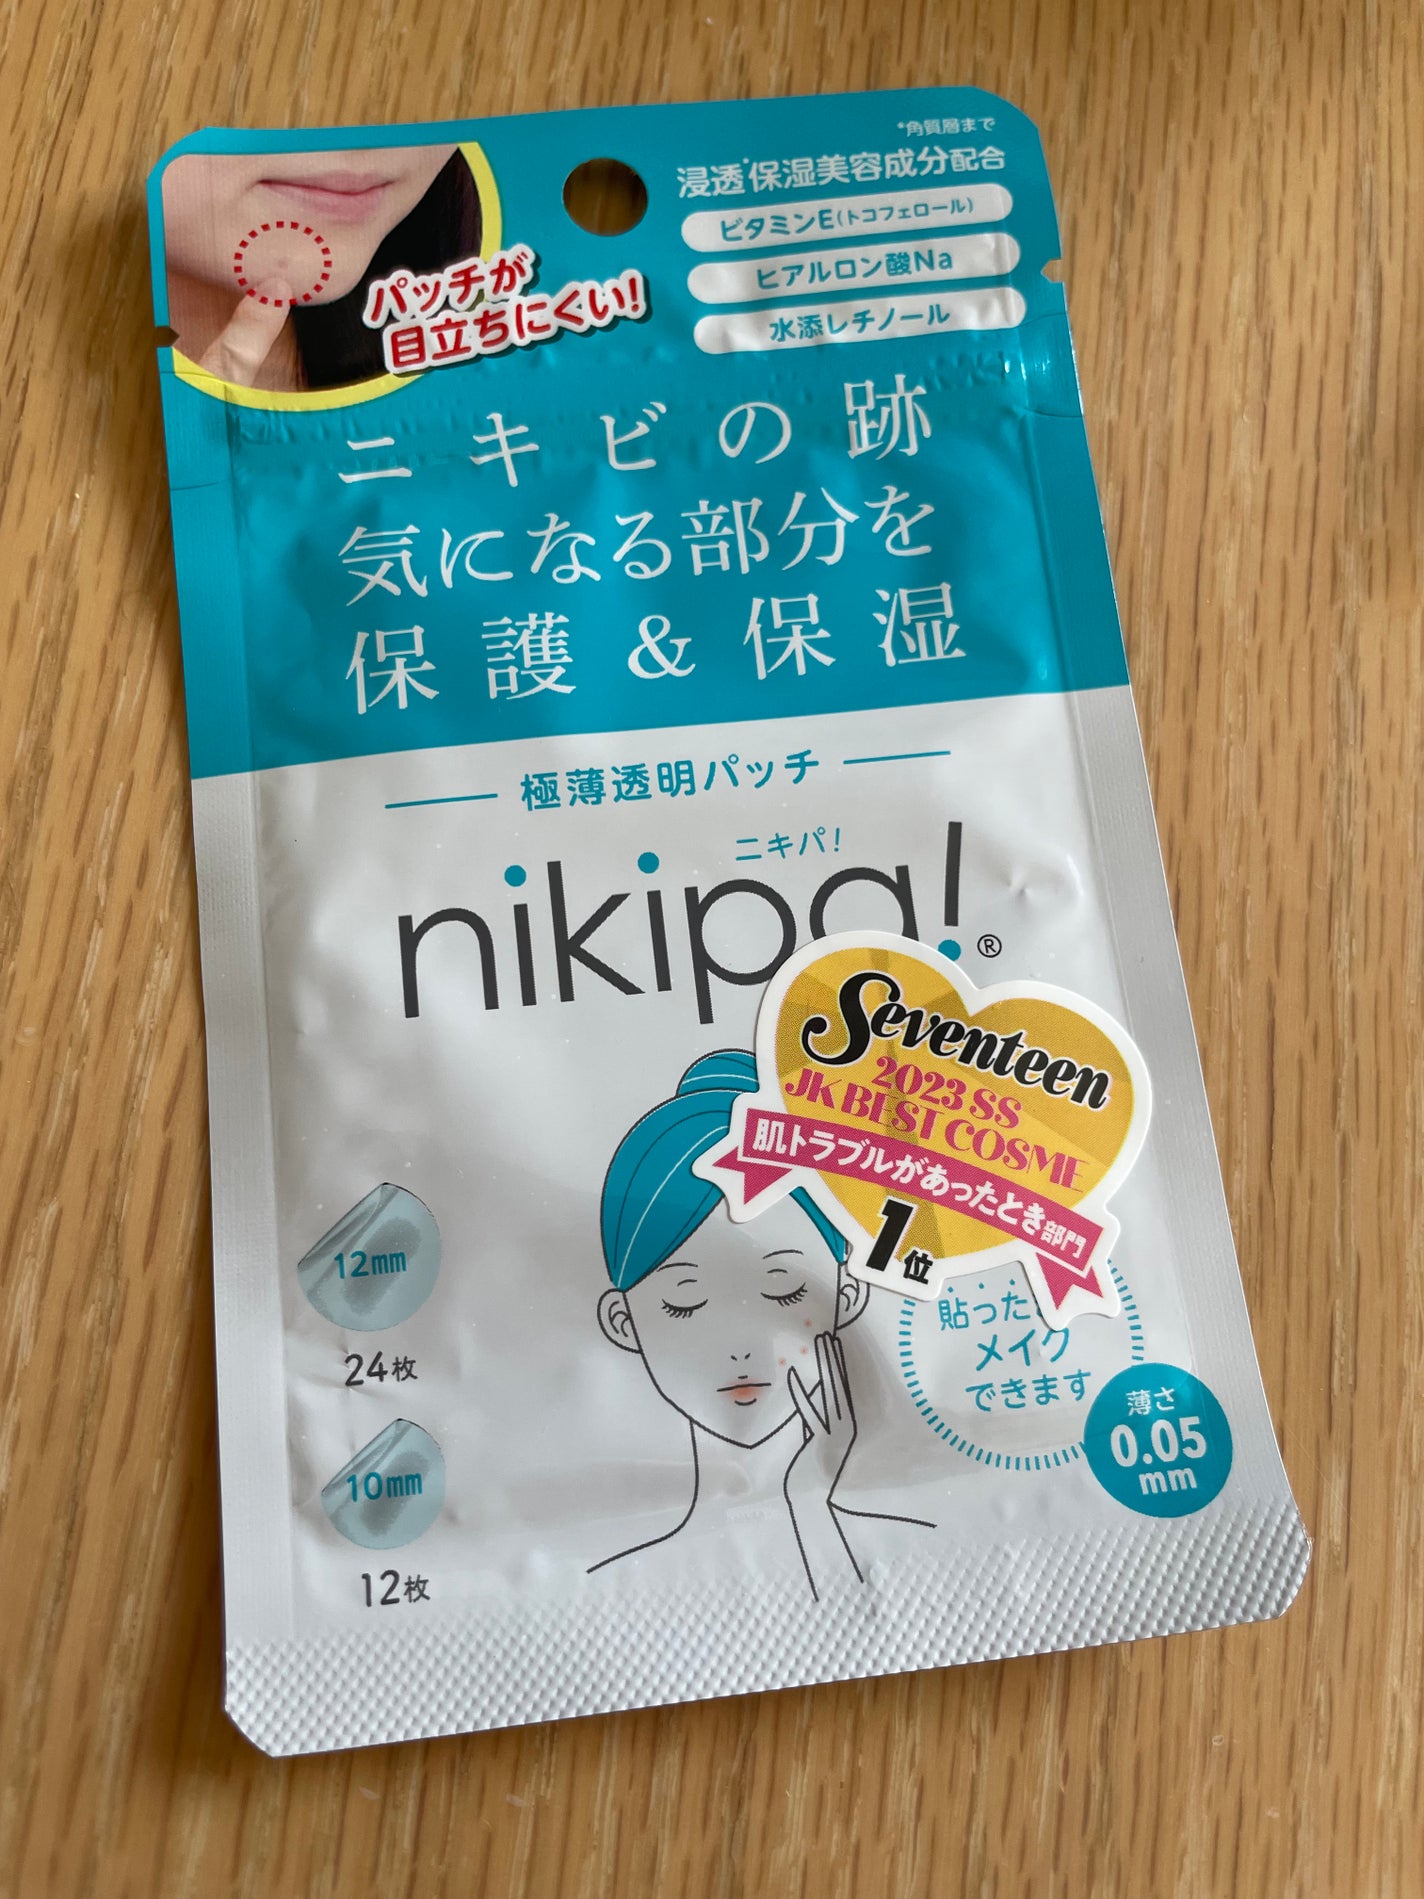 *角質層まで
浸透*保湿美容成分配合
ビタミンE(トコフェロール)
ヒアルロン酸Na
水添レチノール
パッチが
目立ちにくい!
ニキビの跡
気になる部分を
保護&保湿
極薄透明パッチ
ニキパ!
nikipa!®
Seventeen
2023 SS
JK BEST COSME
肌トラブルがあったとき部門
1位
12mm
24枚
10mm
12枚
貼った
メイク
できます
薄さ
0.05
mm